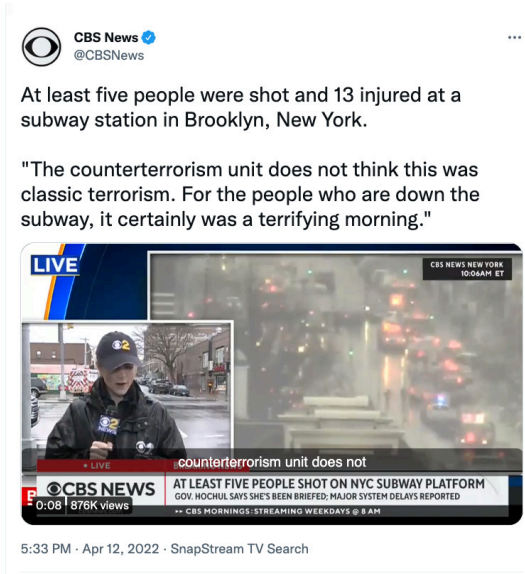 CBS News
@CBSNews
At least five people were shot and 13 injured at a
subway station in Brooklyn, New York.
"The counterterrorism unit does not think this was
classic terrorism. For the people who are down the
subway, it certainly was a terrifying morning."
LIVE
CBS NEWS NEW YORK
10:06AM ET
2
2
NEWS
• LIVE
counterterrorism unit does not
CBS NEWS
AT LEAST FIVE PEOPLE SHOT ON NYC SUBWAY PLATFORM
GOV. HOCHUL SAYS SHE'S BEEN BRIEFED; MAJOR SYSTEM DELAYS REPORTED
0:08 876K views
▸▸ CBS MORNINGS: STREAMING WEEKDAYS @ 8 AM
5:33 PM · Apr 12, 2022 · SnapStream TV Search